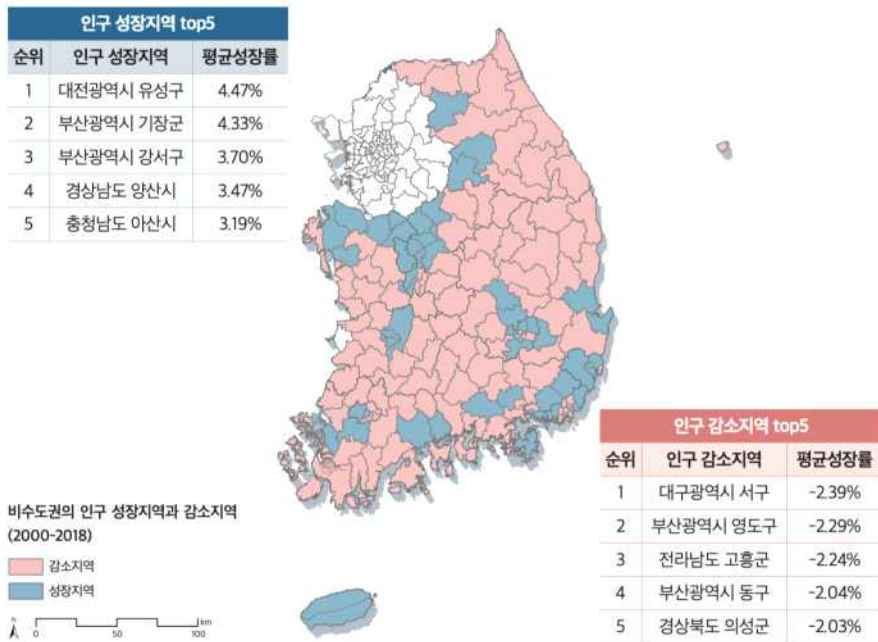 인구 성장지역 top5
순위 인구 성장지역 평균성장률
1 대전광역시 유성구 4.47%
2 부산광역시 기장군 4.33%
3 부산광역시 강서구 3.70%
4 경상남도 양산시 3.47%
5 충청남도 아산시 3.19%
인구 감소지역 top5
순위 인구 감소지역 평균성장률
1 대구광역시 서구 -2.39%
2 부산광역시 영도구 -2.29%
3 전라남도 고흥군 -2.24%
4 부산광역시 동구 -2.04%
5 경상북도 의성군 -2.03%
비수도권의 인구 성장지역과 감소지역
(2000-2018)
감소지역
성장지역
N
km
0 50 100